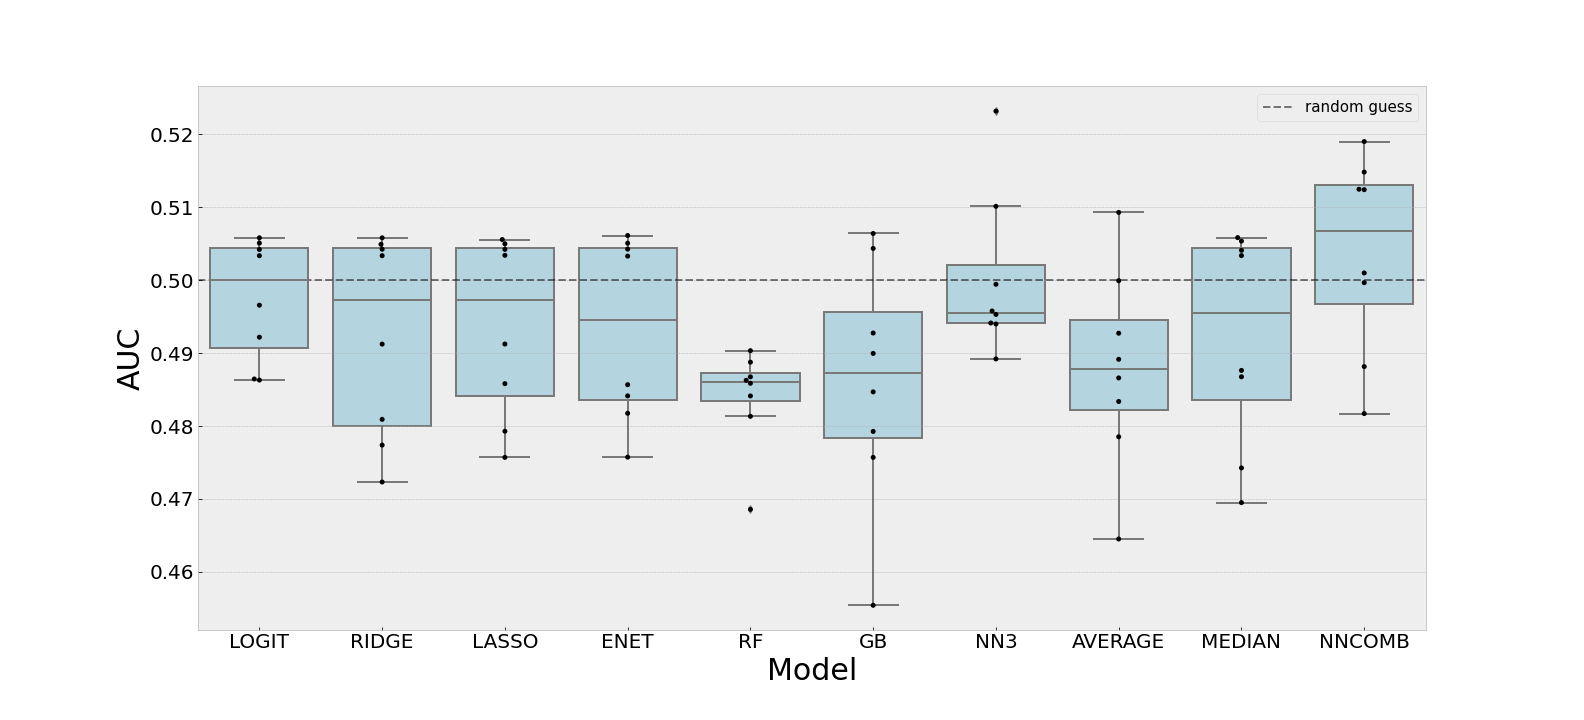 random guess
AUC
0.52
0.51
0.50
0.49
0.48
0.47
0.46
LOGIT RIDGE LASSO ENET RF GB NN3 AVERAGE MEDIAN NNCOMB
Model